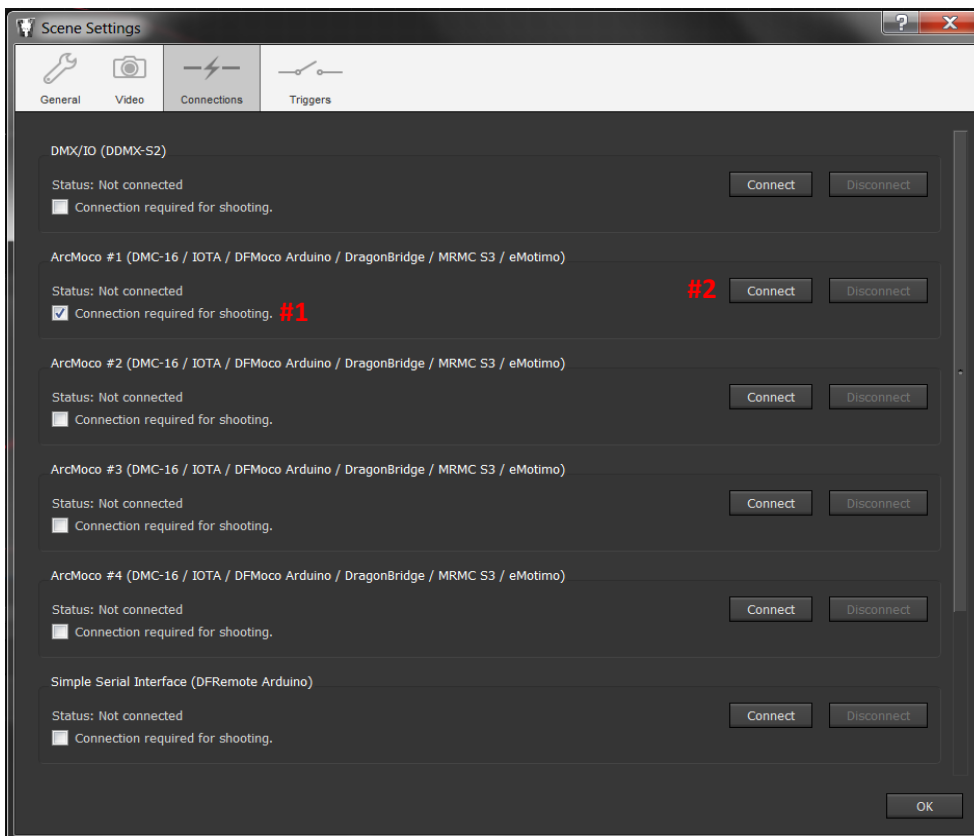 Scene Settings
General Video Connections Triggers
DMX/IO (DDMX-S2)
Status: Not connected Connect Disconnect
Connection required for shooting.
ArcMoco #1 (DMC-16 / IOTA / DFMoco Arduino / DragonBridge / MRMC S3 / eMotimo)
Status: Not connected #2 Connect Disconnect
Connection required for shooting. #1
ArcMoco #2 (DMC-16 / IOTA / DFMoco Arduino / DragonBridge / MRMC S3 / eMotimo)
Status: Not connected Connect Disconnect
Connection required for shooting.
ArcMoco #3 (DMC-16 / IOTA / DFMoco Arduino / DragonBridge / MRMC S3 / eMotimo)
Status: Not connected Connect Disconnect
Connection required for shooting.
ArcMoco #4 (DMC-16 / IOTA / DFMoco Arduino / DragonBridge / MRMC S3 / eMotimo)
Status: Not connected Connect Disconnect
Connection required for shooting.
Simple Serial Interface (DFRemote Arduino)
Status: Not connected Connect Disconnect
Connection required for shooting.
OK